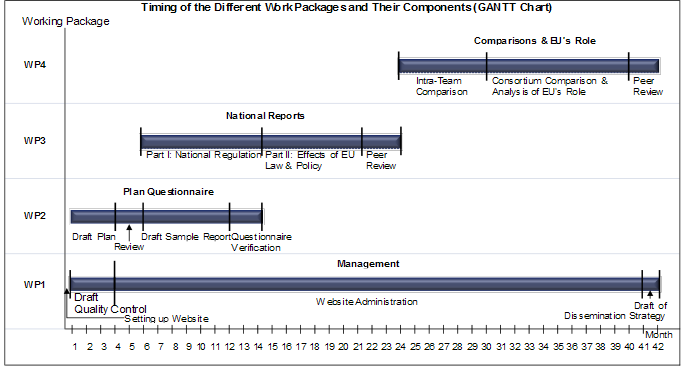 Timing of the Different Work Packages and Their Components (GANTT Chart)
Working Package
Comparisons & EU's Role
WP4
Intra-Team Comparison
Consortium Comparison & Analysis of EU's Role
Peer Review
National Reports
WP3
Part I: National Regulation
Part II: Effects of EU Law & Policy
Peer Review
Plan Questionnaire
WP2
Draft Plan
Review
Draft Sample Report
Questionnaire Verification
Management
WP1
Draft Quality Control
Setting up Website
Website Administration
Draft of Dissemination Strategy
Month
1 2 3 4 5 6 7 8 9 10 11 12 13 14 15 16 17 18 19 20 21 22 23 24 25 26 27 28 29 30 31 32 33 34 35 36 37 38 39 40 41 42